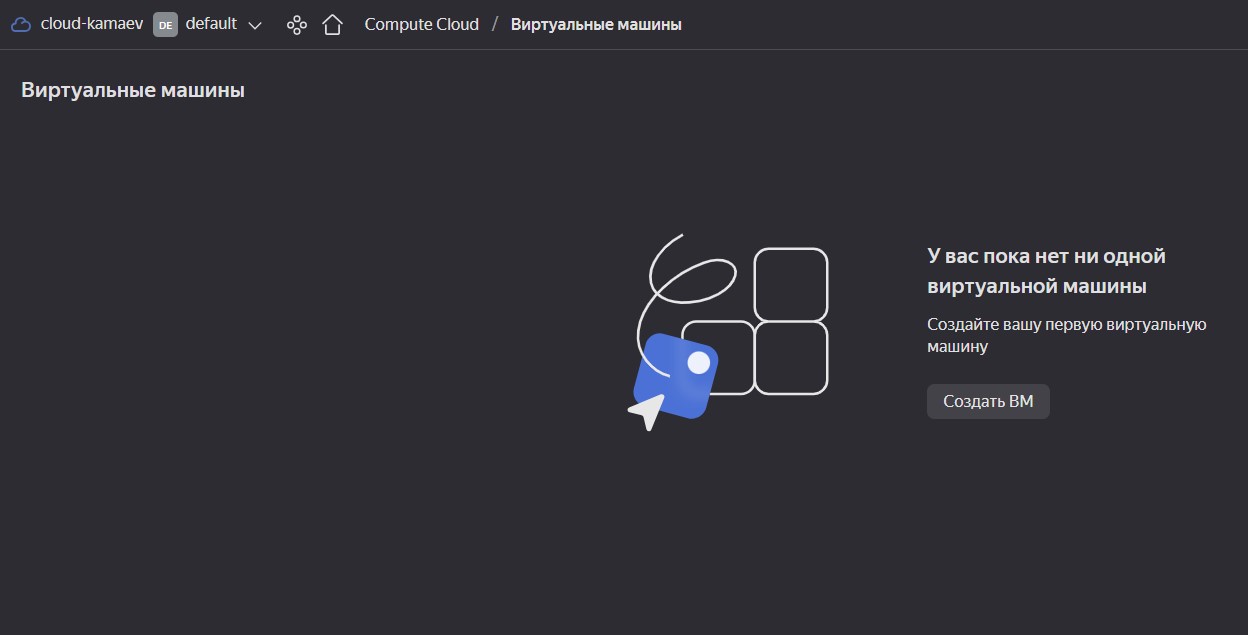 cloud-kamaev DE default Compute Cloud / Виртуальные машины
Виртуальные машины
У вас пока нет ни одной
виртуальной машины
Создайте вашу первую виртуальную
машину
Создать ВМ